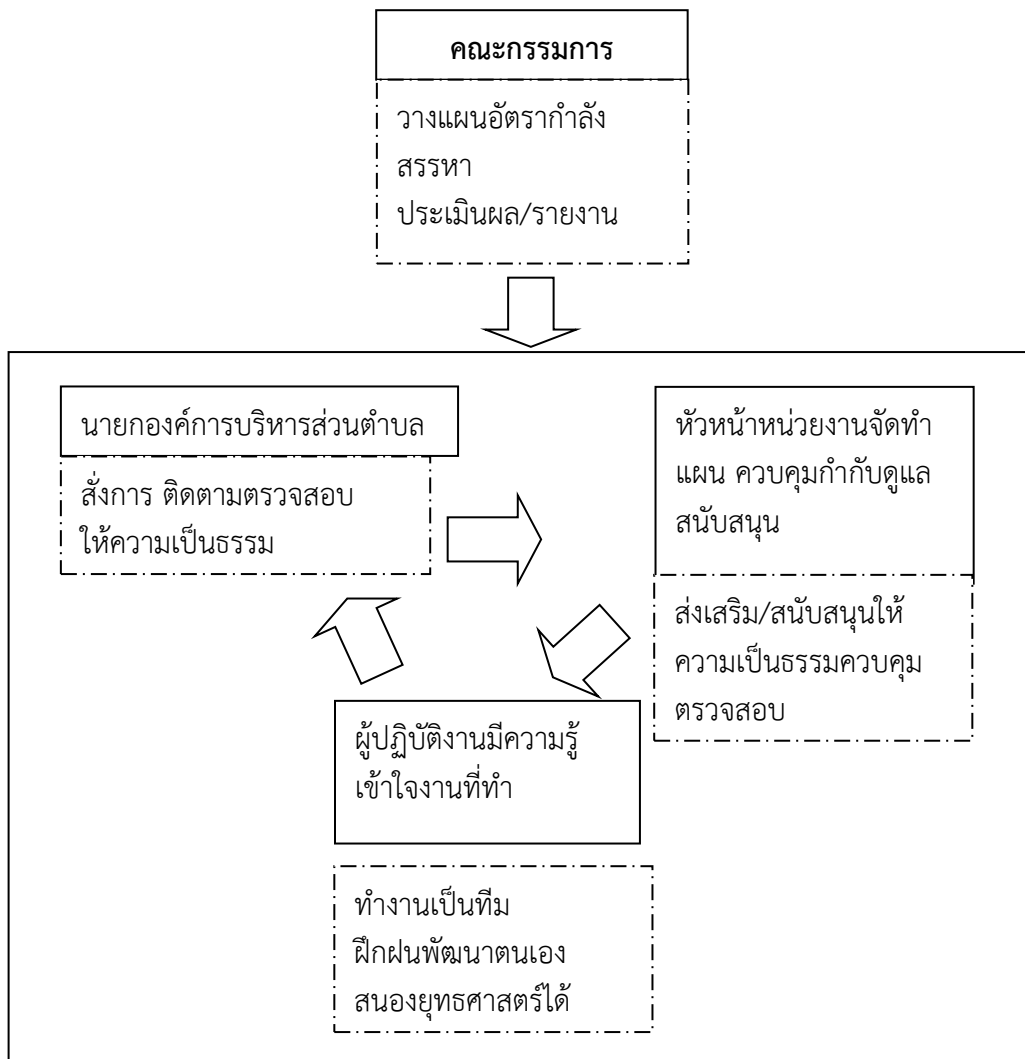 คณะกรรมการ
วางแผนอัตรากำลัง
สรรหา
ประเมินผล/รายงาน
นายกองค์การบริหารส่วนตำบล
สั่งการ ติดตามตรวจสอบ
ให้ความเป็นธรรม
หัวหน้าหน่วยงานจัดทำ
แผน ควบคุมกำกับดูแล
สนับสนุน
ส่งเสริม/สนับสนุนให้
ความเป็นธรรมควบคุม
ตรวจสอบ
ผู้ปฏิบัติงานมีความรู้
เข้าใจงานที่ทำ
ทำงานเป็นทีม
ฝึกฝนพัฒนาตนเอง
สนองยุทธศาสตร์ได้